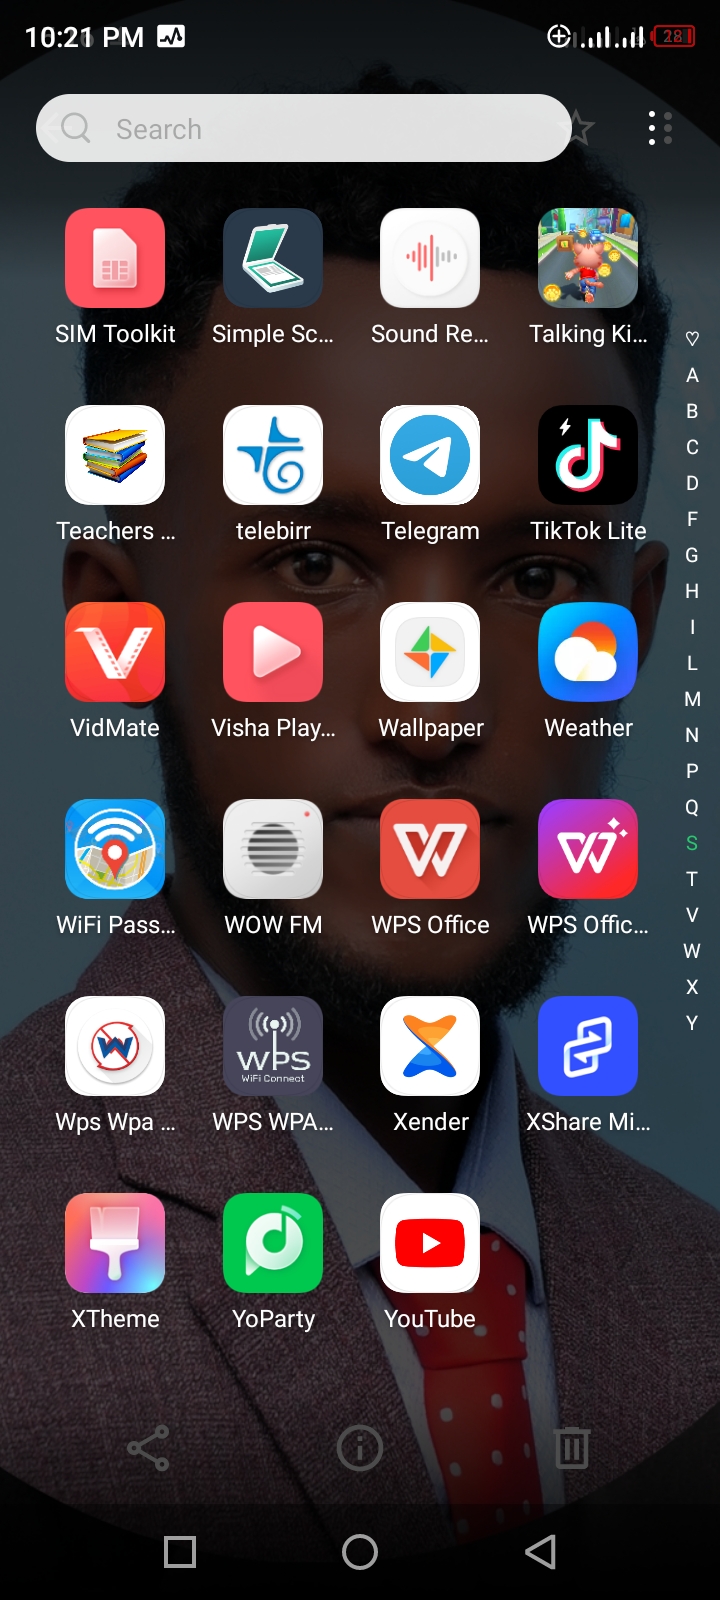 10:21 PM
28
Search
SIM Toolkit
Simple Sc...
Sound Re...
Talking Ki...
♡
A
B
C
D
F
G
H
I
L
M
N
P
Q
S
T
V
W
X
Y
Teachers ...
telebirr
Telegram
TikTok Lite
VidMate
Visha Play...
Wallpaper
Weather
WiFi Pass...
WOW FM
WPS Office
WPS Offic...
W
WPS
WiFi Connect
Wps Wpa ...
WPS WPA...
Xender
XShare Mi...
XTheme
YoParty
YouTube